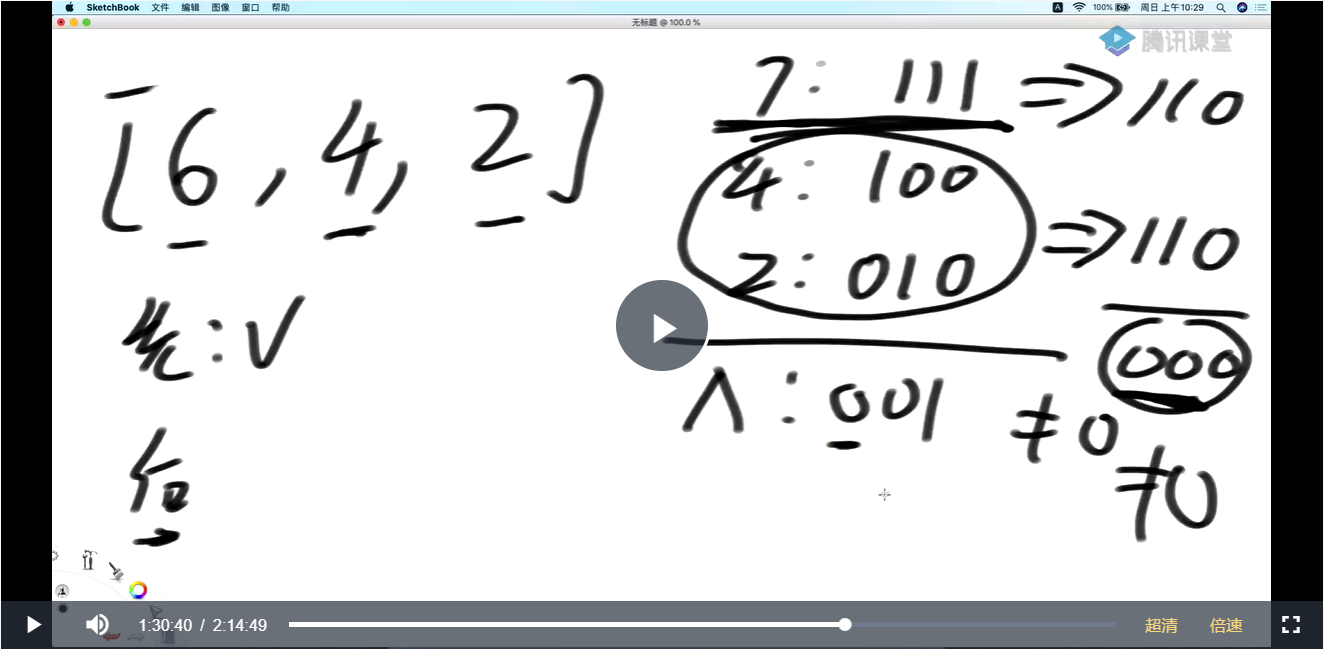 SketchBook 文件 编辑 图像 窗口 帮助 A 100% 周日 上午10:29
无标题 @ 100.0 %
腾讯课堂
7: 111 ⇒ 110
[6, 4, 2]
4: 100
2: 010 ⇒ 110
000
先: V
Λ: 001 ≠0
≠0
后
1:30:40 / 2:14:49 超清 倍速